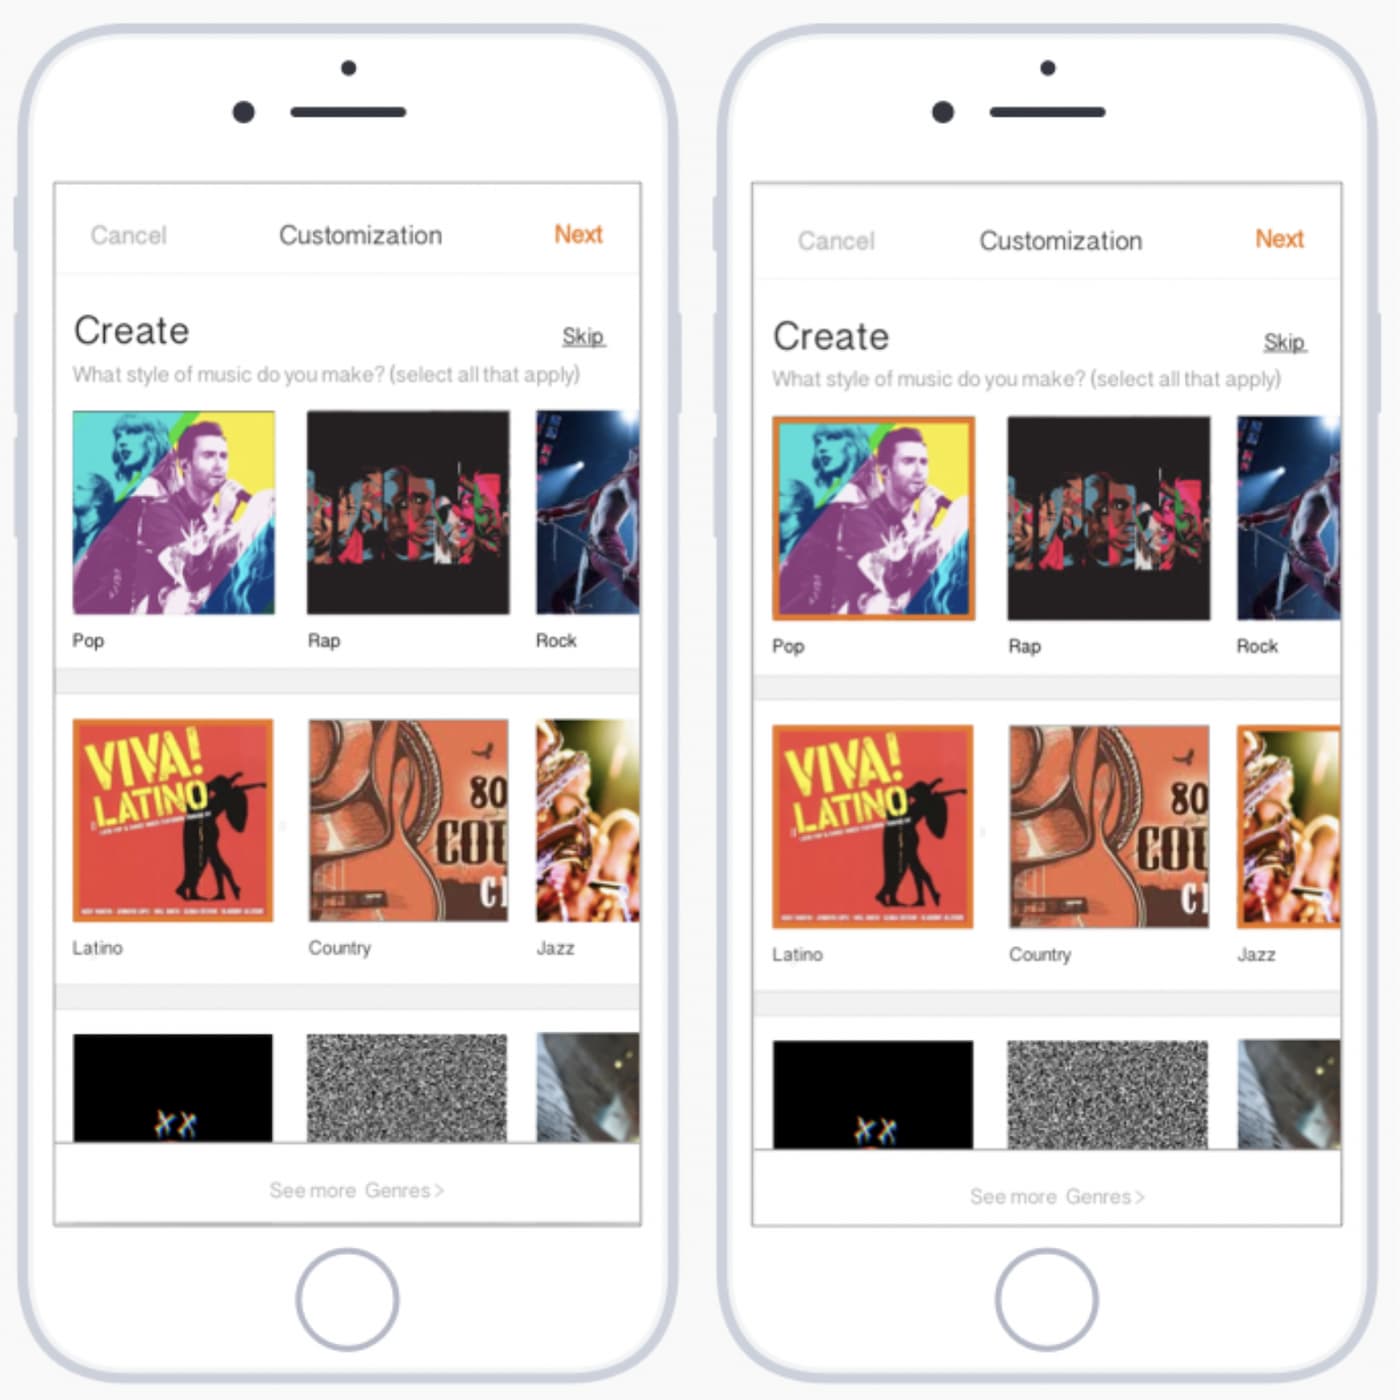 Cancel Customization Next
Create
Skip
What style of music do you make? (select all that apply)
Pop Rap Rock
VIVA!
LATINO
80
COU
Latino Country Jazz
XX
See more Genres >
Cancel Customization Next
Create
Skip
What style of music do you make? (select all that apply)
Pop Rap Rock
VIVA!
LATINO
80
COU
Latino Country Jazz
XX
See more Genres >